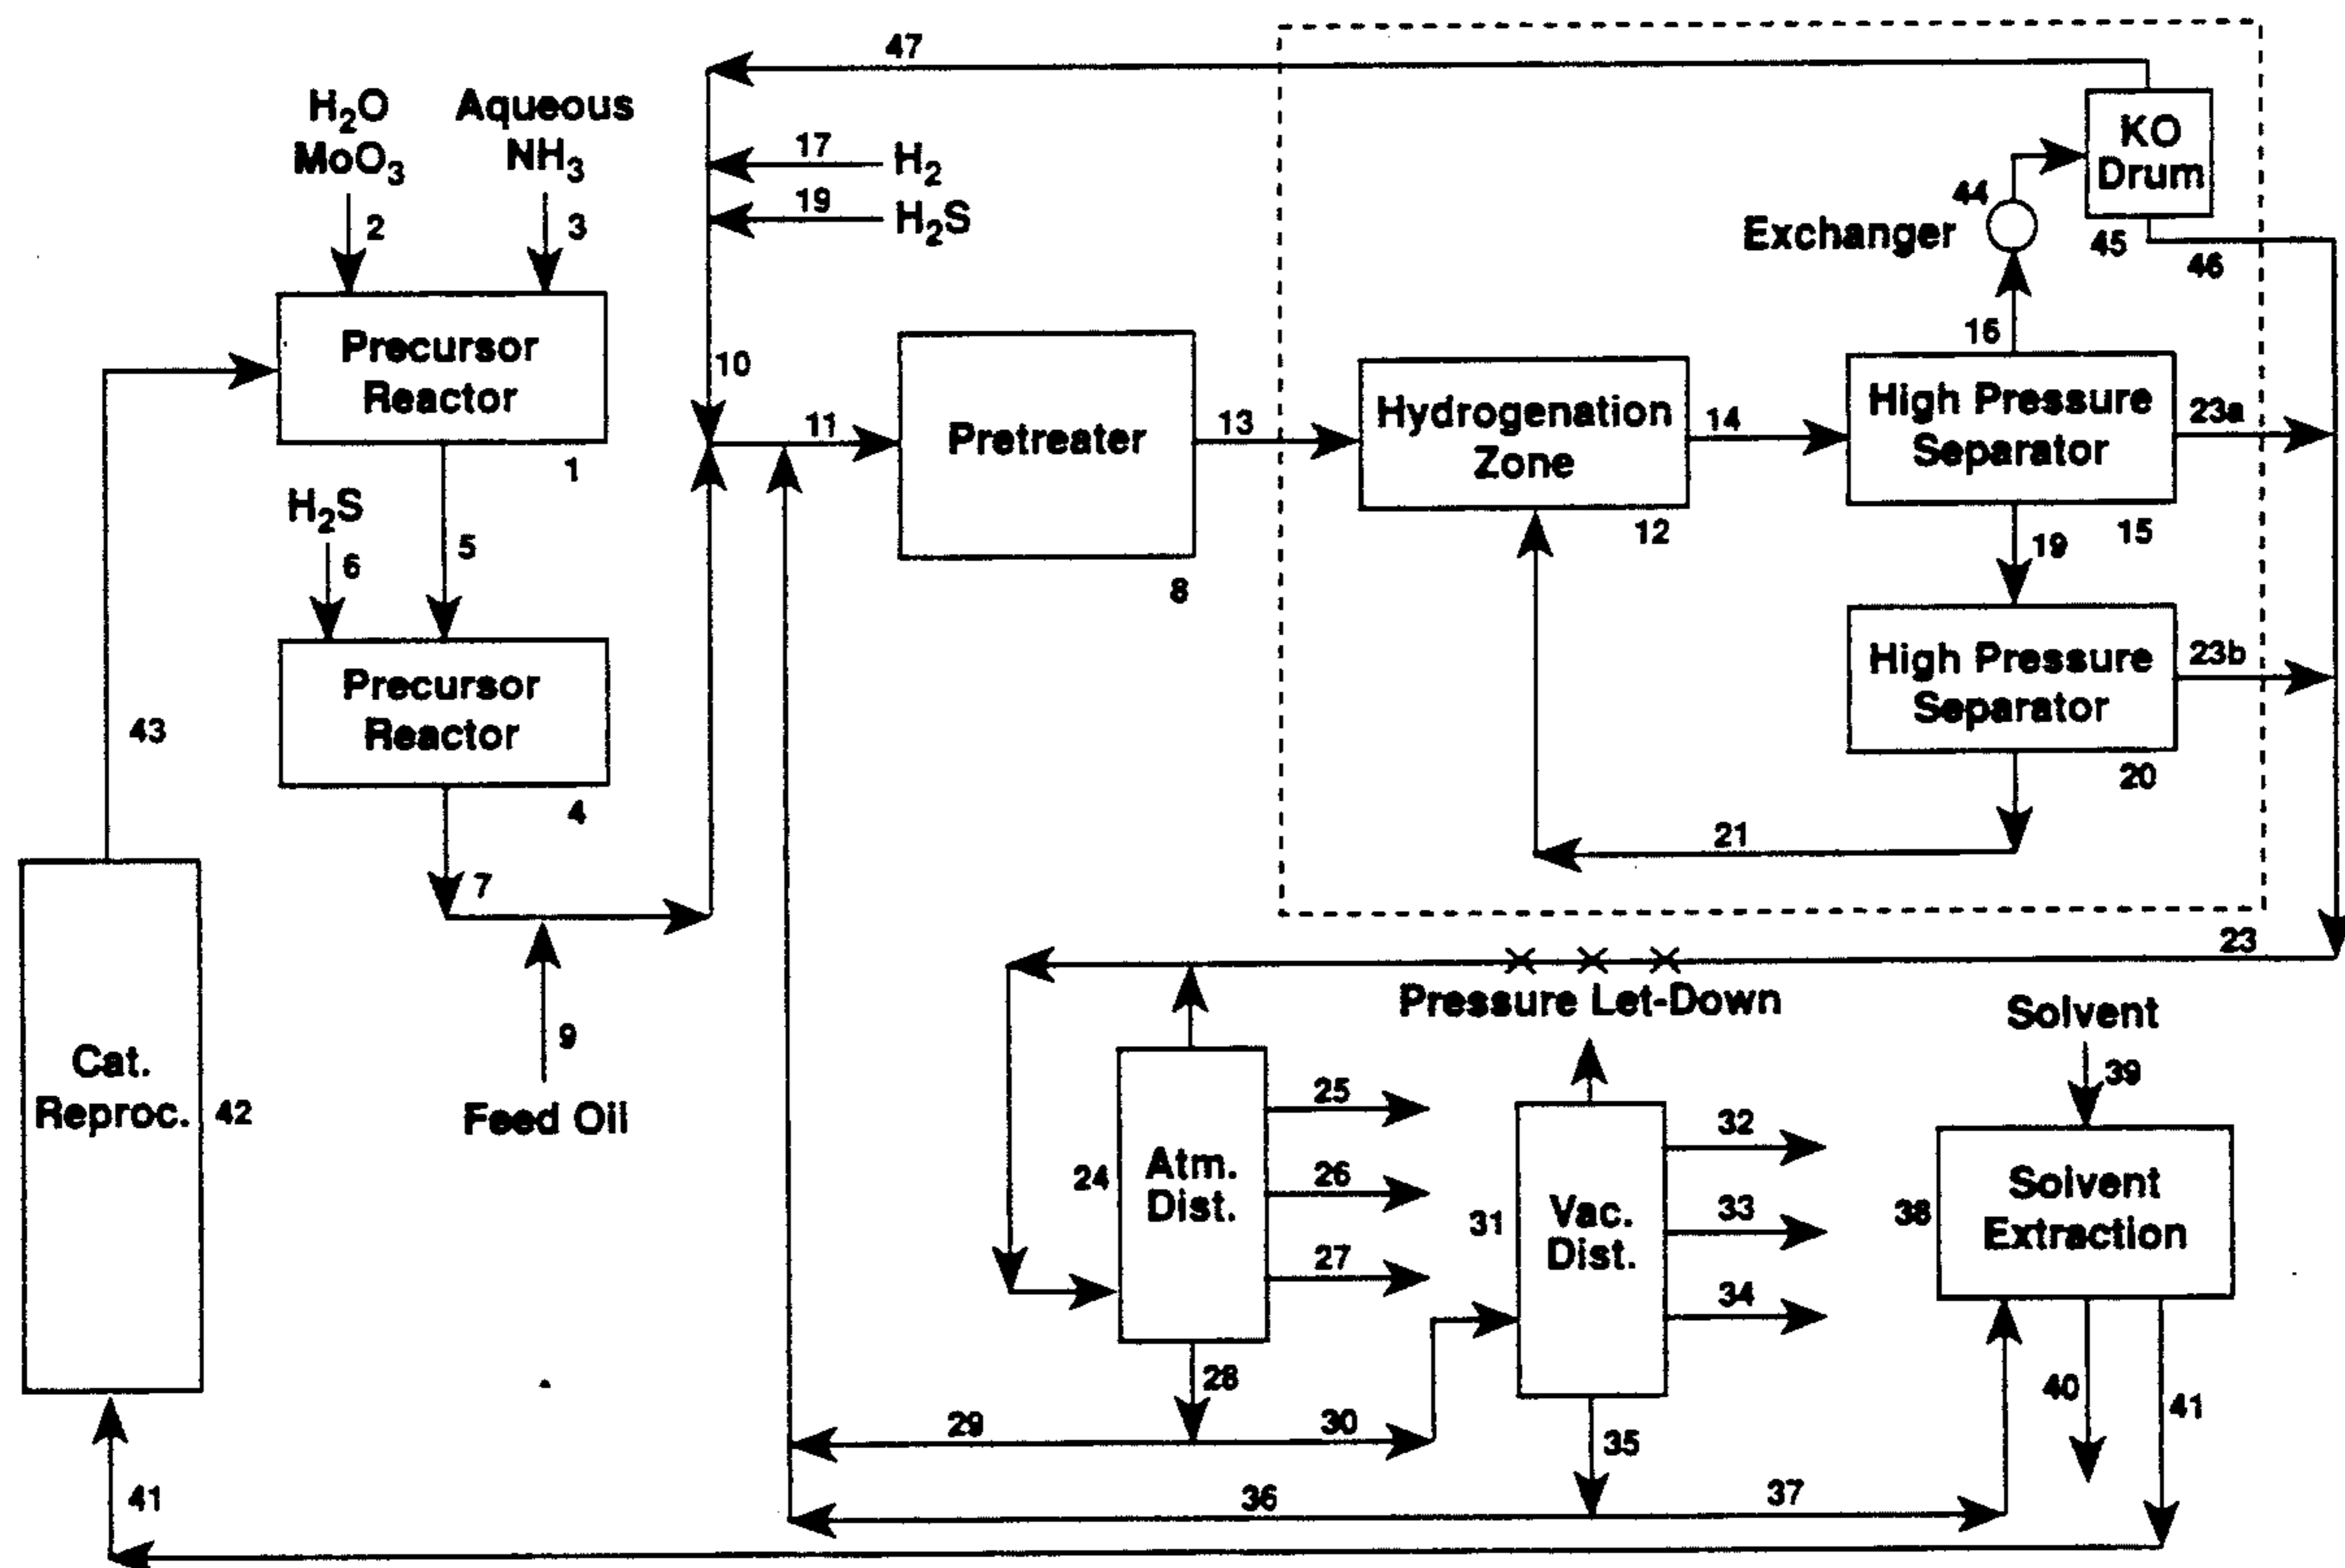 47
H2O
MoO3
Aqueous
NH3
2
3
17
H2
19
H2S
KO
Drum
44
Exchanger
45
46
Precursor
Reactor
1
10
11
Pretreater
8
13
Hydrogenation
Zone
12
14
16
High Pressure
Separator
15
23a
H2S
6
5
19
Precursor
Reactor
4
High Pressure
Separator
20
23b
43
7
21
9
Feed Oil
23
Pressure Let-Down
Cat.
Reproc.
42
24
Atm.
Dist.
25
26
27
28
29
30
31
Vac.
Dist.
32
33
34
35
Solvent
39
38
Solvent
Extraction
40
41
36
37
41